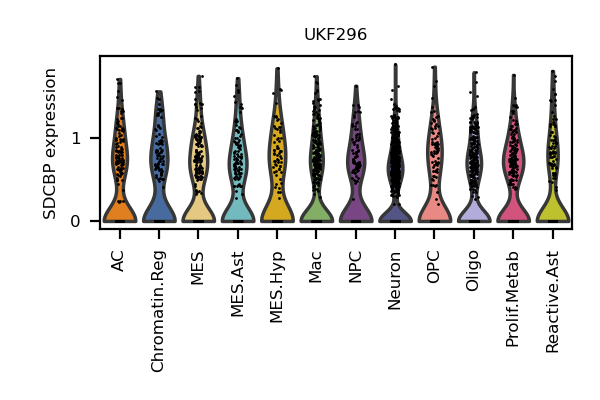 UKF296
SDCBP expression
1
0
AC
Chromatin.Reg
MES
MES.Ast
MES.Hyp
Mac
NPC
Neuron
OPC
Oligo
Prolif.Metab
Reactive.Ast